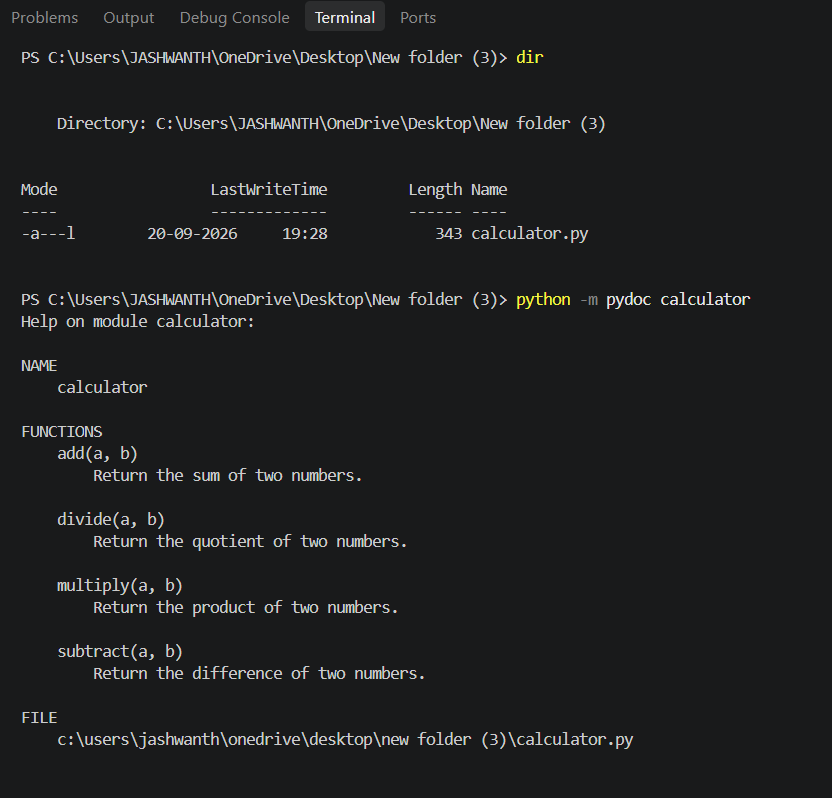 Problems Output Debug Console Terminal Ports
PS C:\Users\JASHWANTH\OneDrive\Desktop\New folder (3)> dir
Directory: C:\Users\JASHWANTH\OneDrive\Desktop\New folder (3)
Mode LastWriteTime Length Name
---- ------------- ------ ----
-a---l 20-09-2026 19:28 343 calculator.py
PS C:\Users\JASHWANTH\OneDrive\Desktop\New folder (3)> python -m pydoc calculator
Help on module calculator:
NAME
calculator
FUNCTIONS
add(a, b)
Return the sum of two numbers.
divide(a, b)
Return the quotient of two numbers.
multiply(a, b)
Return the product of two numbers.
subtract(a, b)
Return the difference of two numbers.
FILE
c:\users\jashwanth\onedrive\desktop\new folder (3)\calculator.py